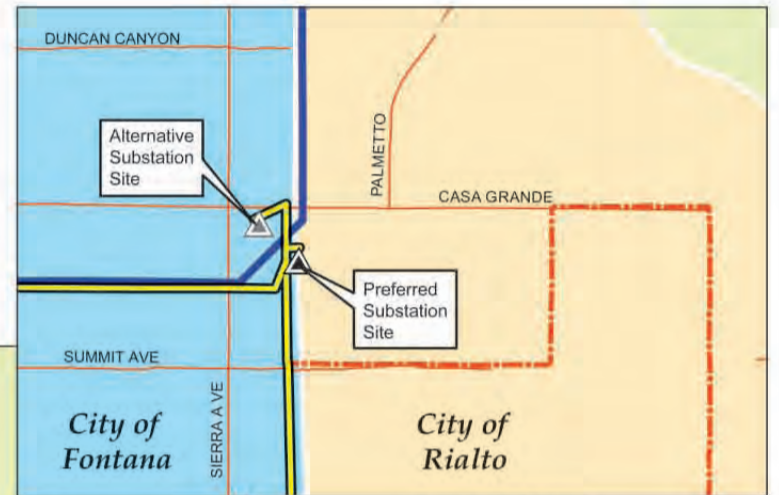 DUNCAN CANYON
Alternative
Substation
Site
PALMETTO
CASA GRANDE
Preferred
Substation
Site
SUMMIT AVE
SIERRA A VE
City of
Fontana
City of
Rialto